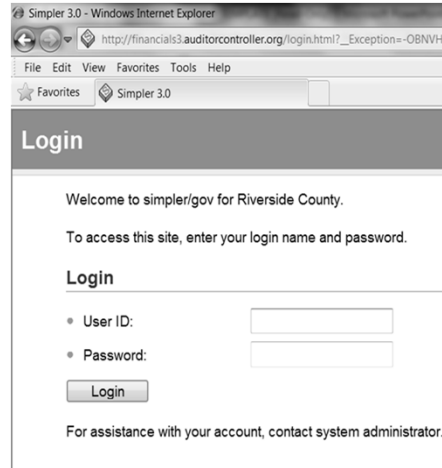 Simpler 3.0 - Windows Internet Explorer
http://financials3.auditorcontroller.org/login.html?_Exception=-OBNVH
File Edit View Favorites Tools Help
Favorites Simpler 3.0
Login
Welcome to simpler/gov for Riverside County.
To access this site, enter your login name and password.
Login
User ID:
Password:
Login
For assistance with your account, contact system administrator.